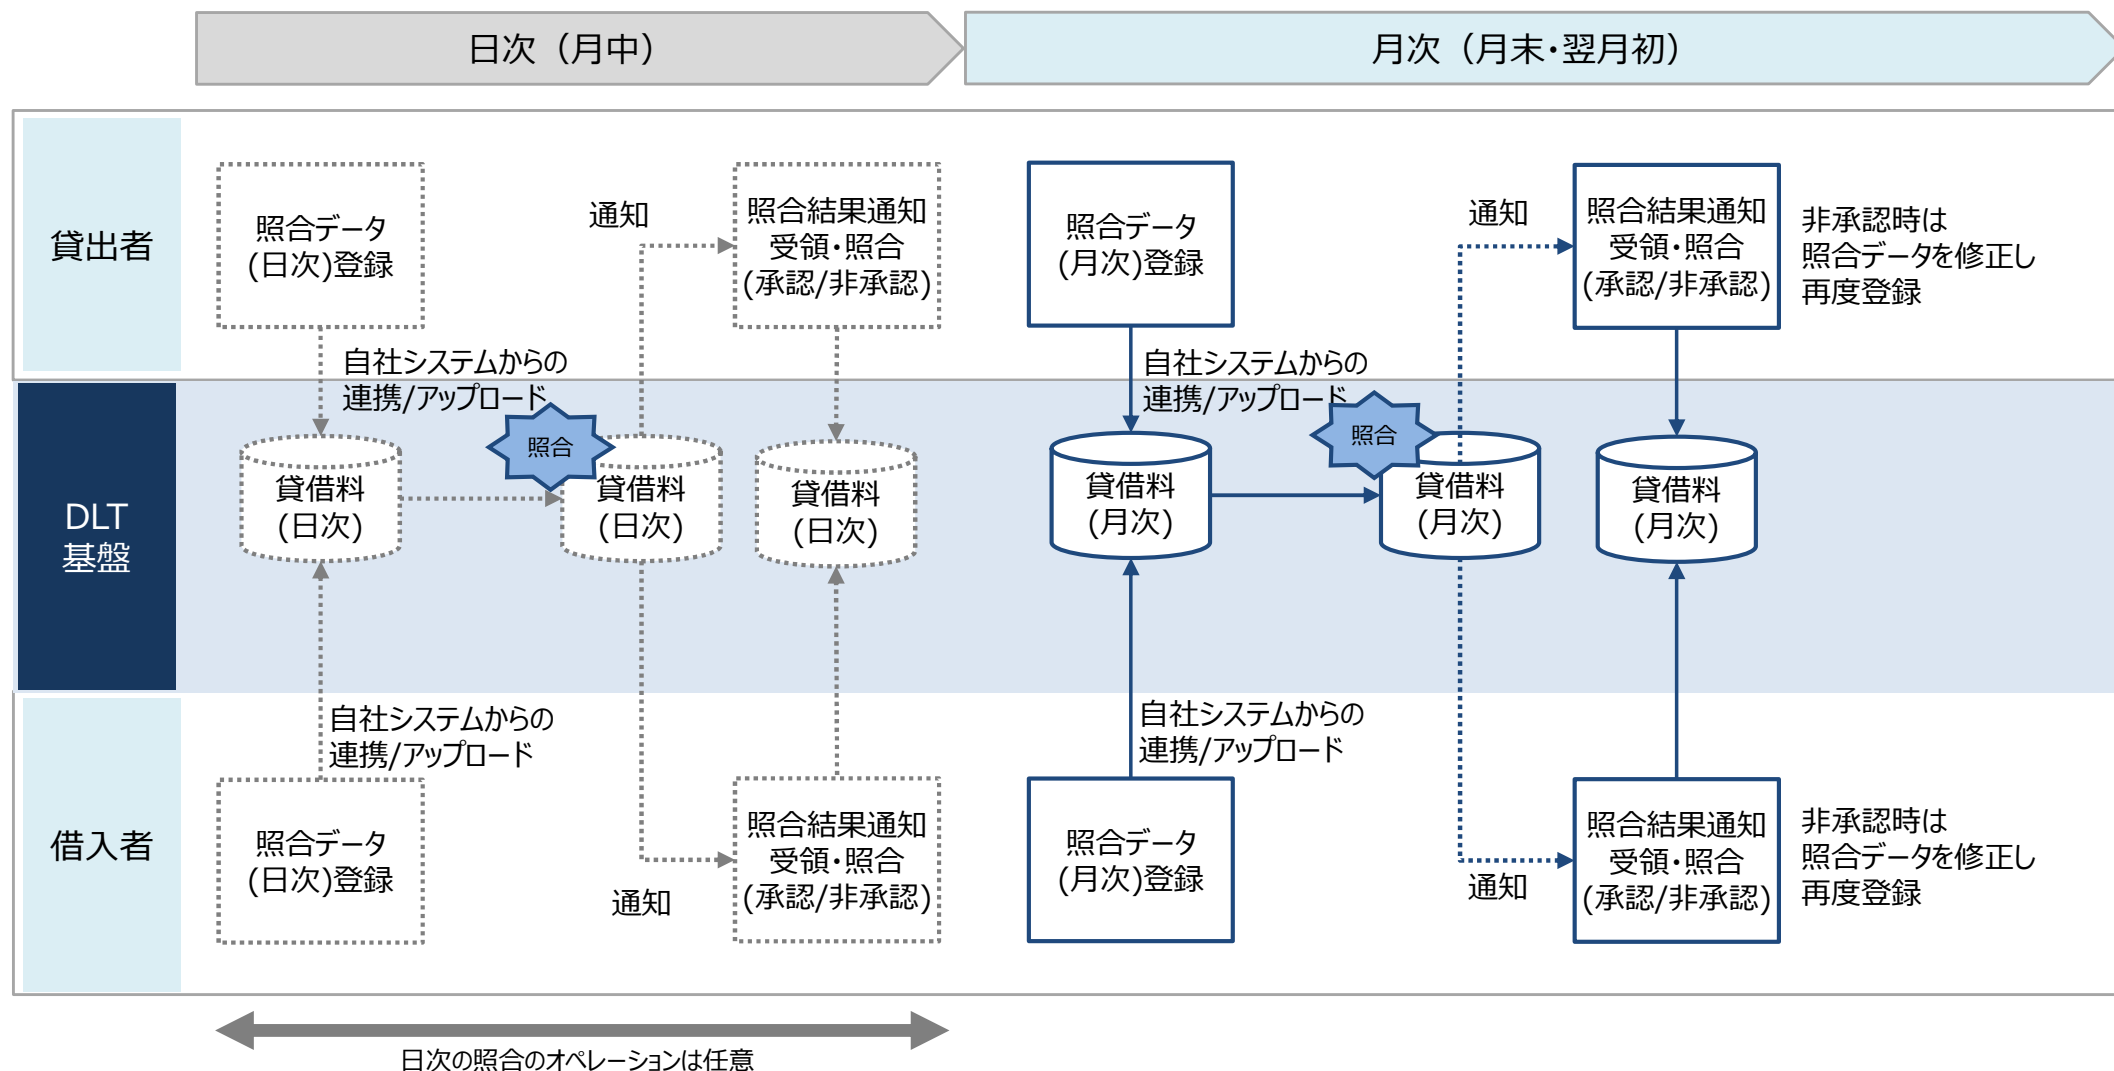 日次（月中）
月次（月末・翌月初）
貸出者
照合データ
(日次)登録
通知
照合結果通知
受領・照合
(承認/非承認)
照合データ
(月次)登録
通知
照合結果通知
受領・照合
(承認/非承認)
非承認時は
照合データを修正し
再度登録
自社システムからの
連携/アップロード
自社システムからの
連携/アップロード
DLT
基盤
照合
貸借料
(日次)
貸借料
(日次)
貸借料
(日次)
照合
貸借料
(月次)
貸借料
(月次)
貸借料
(月次)
自社システムからの
連携/アップロード
自社システムからの
連携/アップロード
借入者
照合データ
(日次)登録
通知
照合結果通知
受領・照合
(承認/非承認)
照合データ
(月次)登録
通知
照合結果通知
受領・照合
(承認/非承認)
非承認時は
照合データを修正し
再度登録
日次の照合のオペレーションは任意